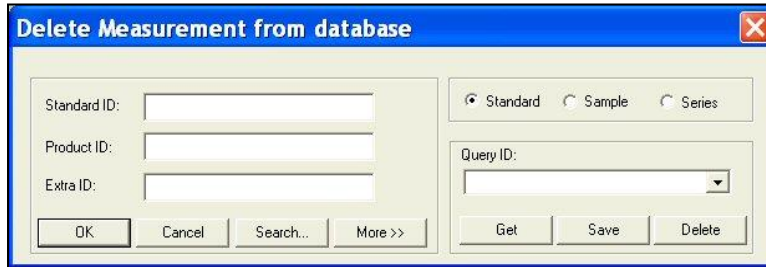 Delete Measurement from database
Standard ID:
Product ID:
Extra ID:
OK Cancel Search... More >>
Standard Sample Series
Query ID:
Get Save Delete